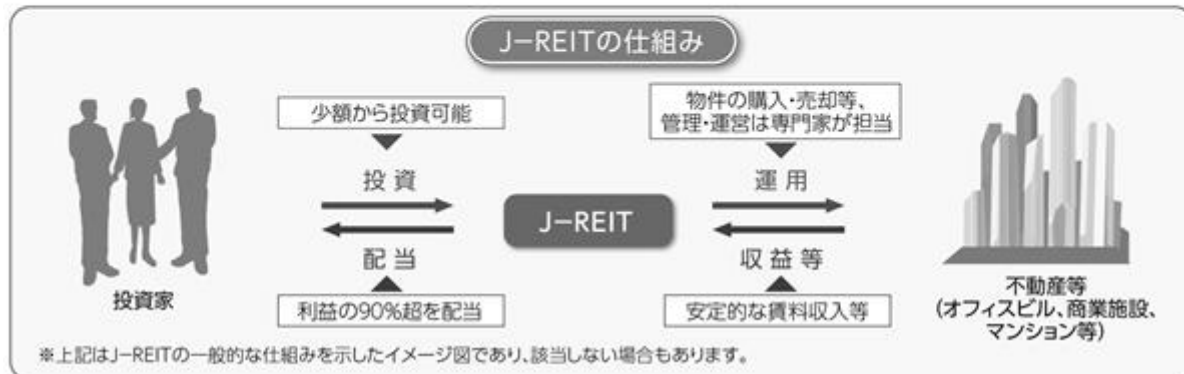 J−REITの仕組み
少額から投資可能
物件の購入・売却等、
管理・運営は専門家が担当
投資
運用
J−REIT
配当
収益等
投資家
利益の90%超を配当
安定的な賃料収入等
不動産等
(オフィスビル、商業施設、
マンション等)
※上記はJ−REITの一般的な仕組みを示したイメージ図であり、該当しない場合もあります。